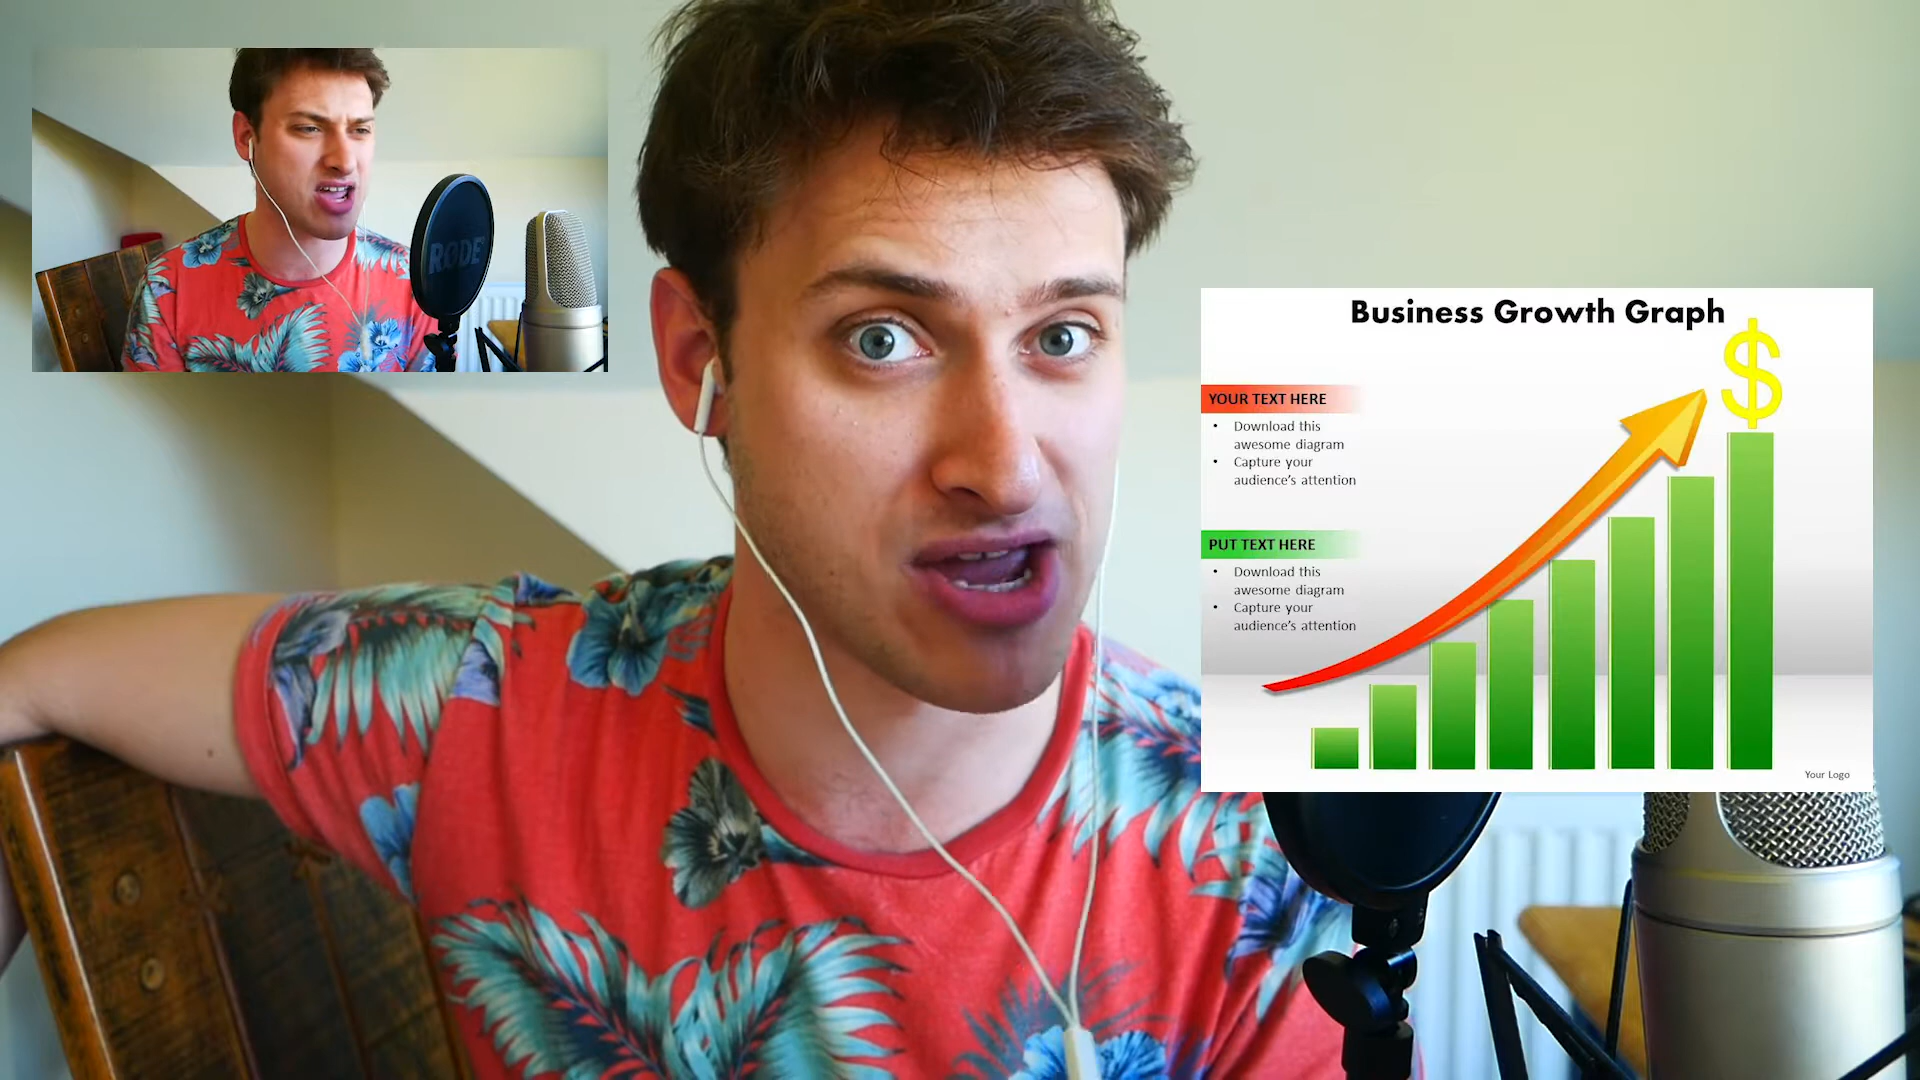 RØDE
Business Growth Graph
$
YOUR TEXT HERE
• Download this
awesome diagram
• Capture your
audience's attention
PUT TEXT HERE
• Download this
awesome diagram
• Capture your
audience's attention
Your Logo